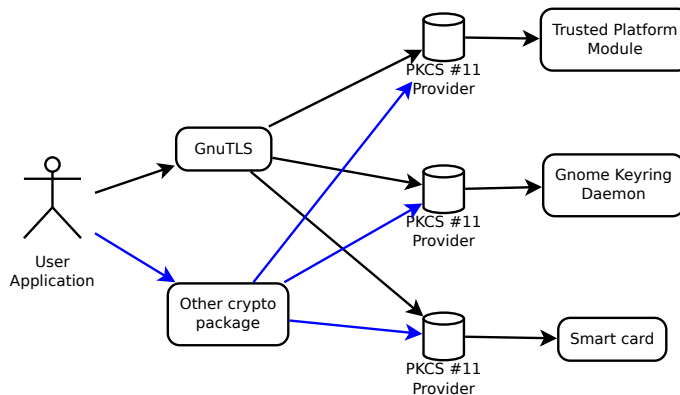 Trusted Platform
Module
PKCS #11
Provider
GnuTLS
Gnome Keyring
Daemon
PKCS #11
Provider
User
Application
Other crypto
package
Smart card
PKCS #11
Provider